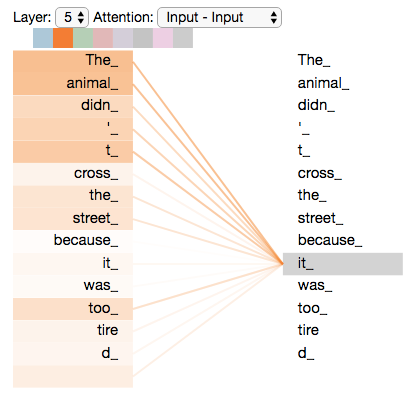 Layer: 5 Attention: Input - Input
The_ The_
animal_ animal_
didn_ didn_
'_ '_
t_ t_
cross_ cross_
the_ the_
street_ street_
because_ because_
it_ it_
was_ was_
too_ too_
tire tire
d_ d_